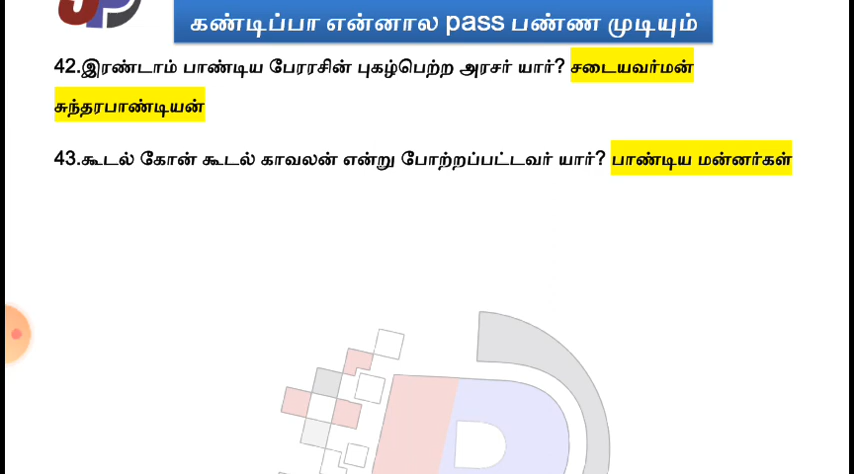 கண்டிப்பா என்னால pass பண்ண முடியும்
42.இரண்டாம் பாண்டிய பேரரசின் புகழ்பெற்ற அரசர் யார்? சடையவர்மன்
சுந்தரபாண்டியன்
43.கூடல் கோன் கூடல் காவலன் என்று போற்றப்பட்டவர் யார்? பாண்டிய மன்னர்கள்